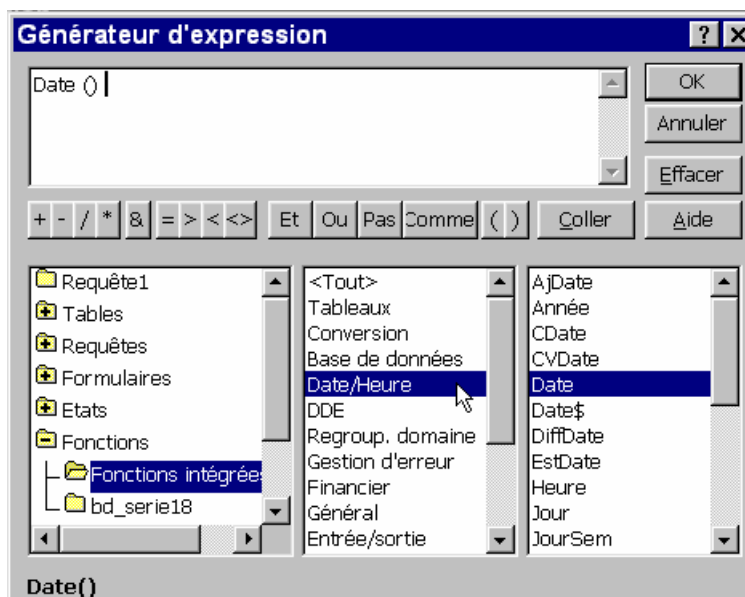 Générateur d'expression
?
Date ()
OK
Annuler
Effacer
+ - / * & = > < <> Et Ou Pas Comme ( ) Coller Aide
Requête1
Tables
Requêtes
Formulaires
Etats
Fonctions
Fonctions intégrées
bd_serie18
<Tout>
Tableaux
Conversion
Base de données
Date/Heure
DDE
Regroup. domaine
Gestion d'erreur
Financier
Général
Entrée/sortie
AjDate
Année
CDate
CVDate
Date
Date$
DiffDate
EstDate
Heure
Jour
JourSem
Date()